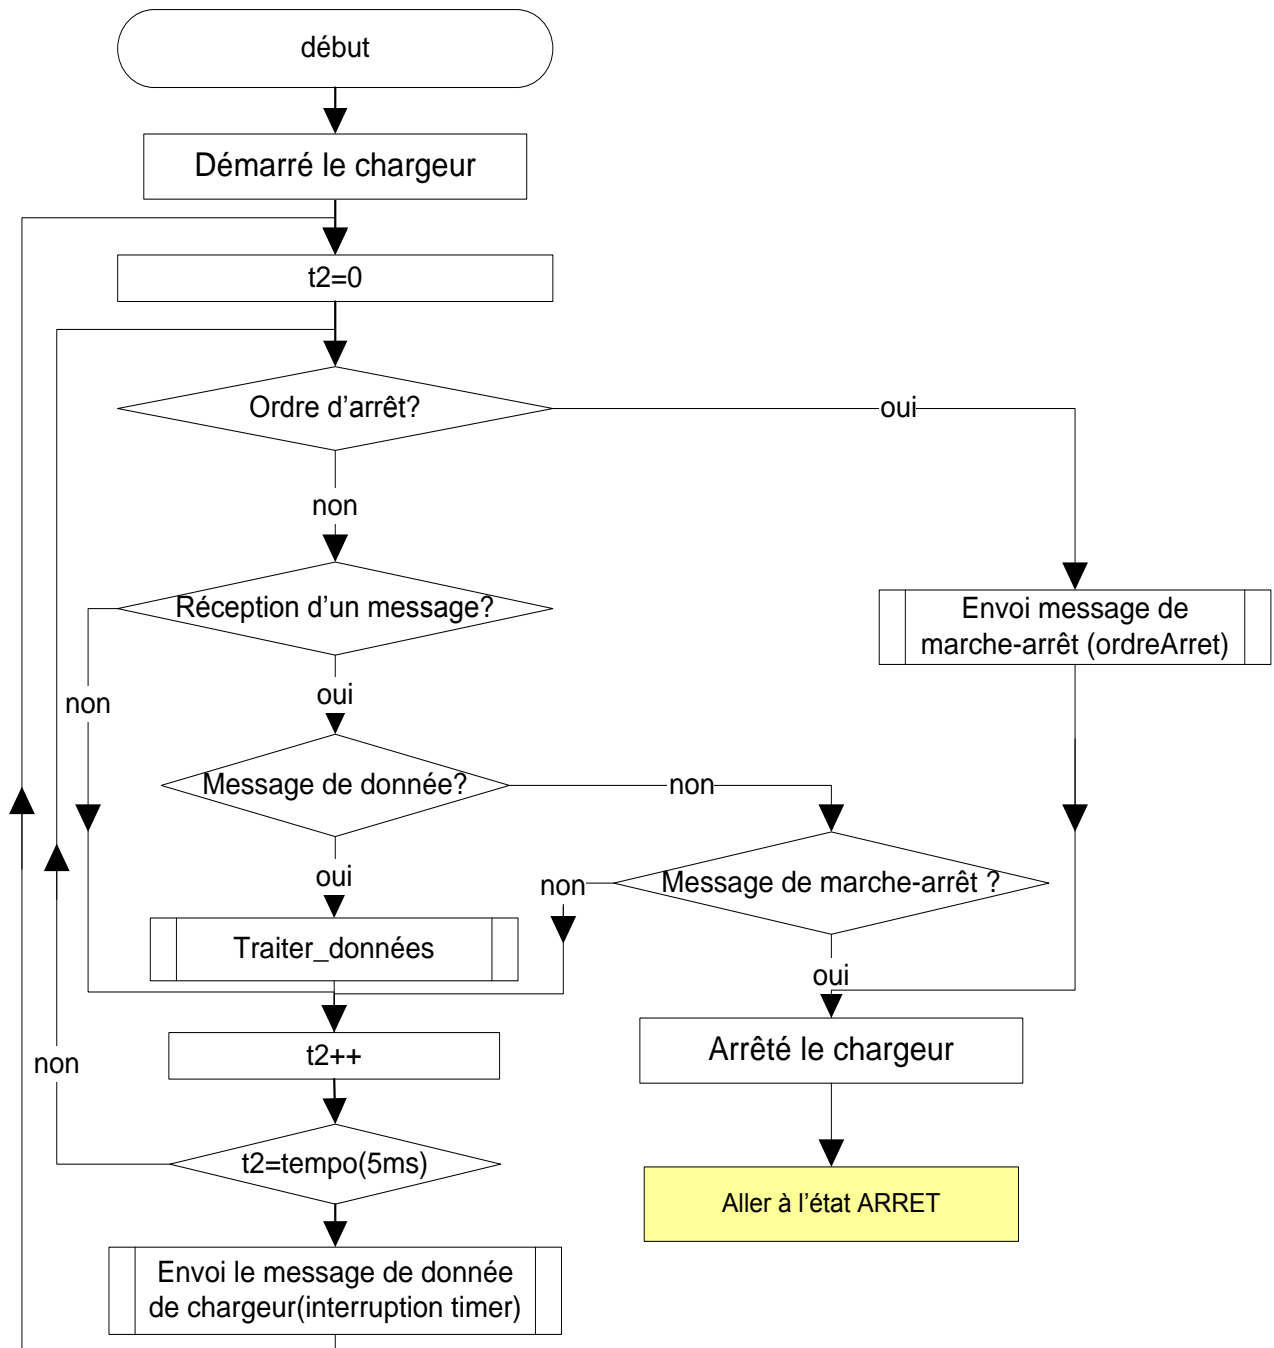 début
Démarré le chargeur
t2=0
Ordre d'arrêt?
oui
non
Réception d'un message?
Envoi message de
marche-arrêt (ordreArret)
non
oui
Message de donnée?
non
oui
non
Message de marche-arrêt ?
Traiter_données
oui
non
t2++
Arrêté le chargeur
t2=tempo(5ms)
Aller à l'état ARRET
Envoi le message de donnée
de chargeur(interruption timer)